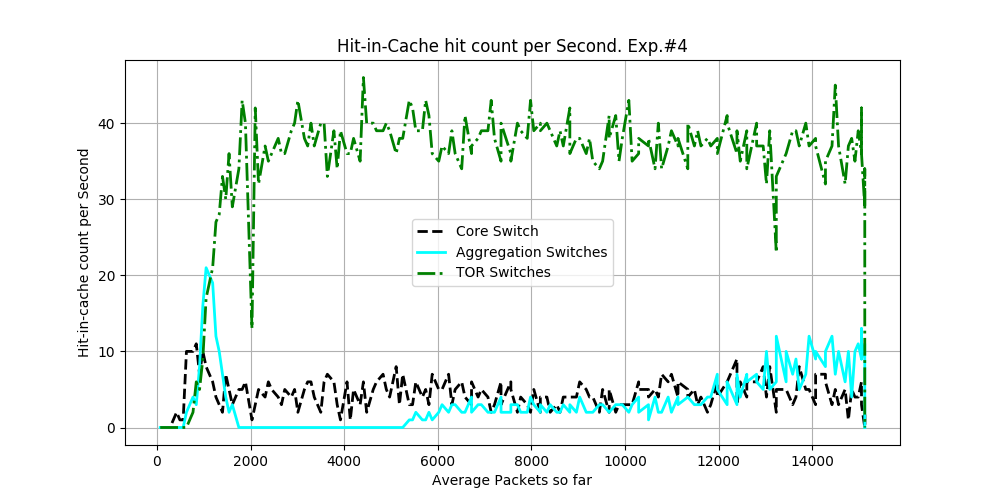 Hit-in-Cache hit count per Second. Exp.#4
Hit-in-cache count per Second
40
30
20
10
0
Core Switch
Aggregation Switches
TOR Switches
0 2000 4000 6000 8000 10000 12000 14000
Average Packets so far